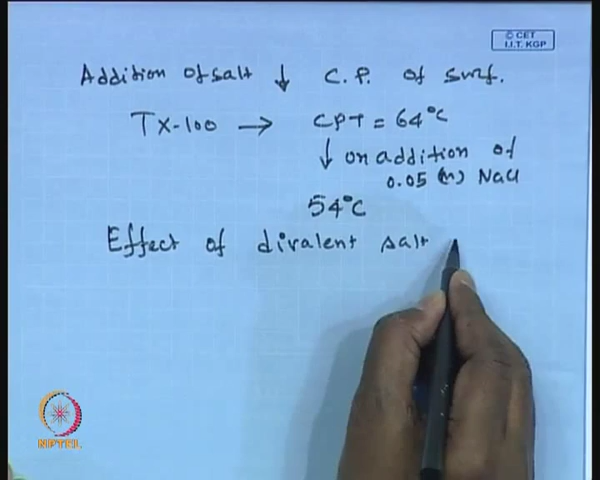 © CET
I.I.T. KGP
Addition of salt ↓ C.P. of surf.
TX-100 → CPT = 64°C
↓ on addition of
0.05 (m) NaCl
54°C
Effect of divalent salt
NPTEL